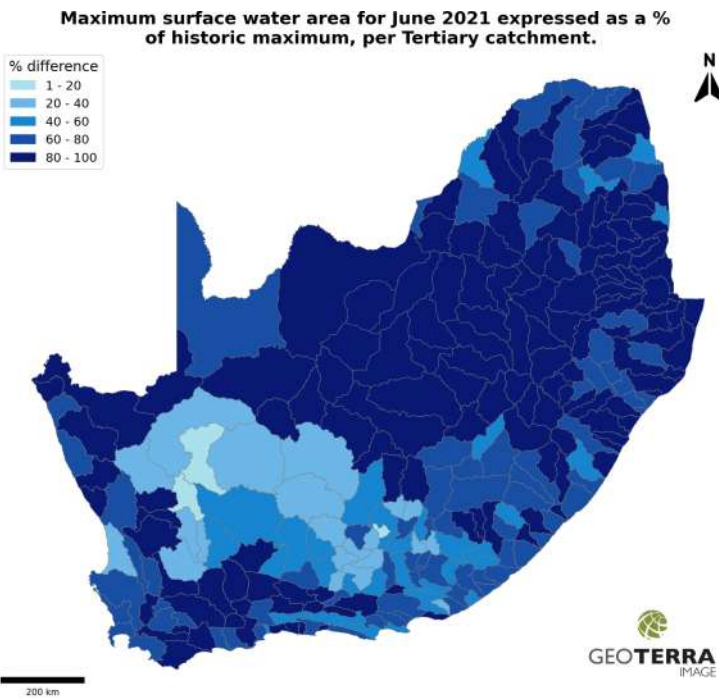 Maximum surface water area for June 2021 expressed as a %
of historic maximum, per Tertiary catchment.
% difference
1 - 20
20 - 40
40 - 60
60 - 80
80 - 100
N
GEOTERRA
IMAGE
200 km